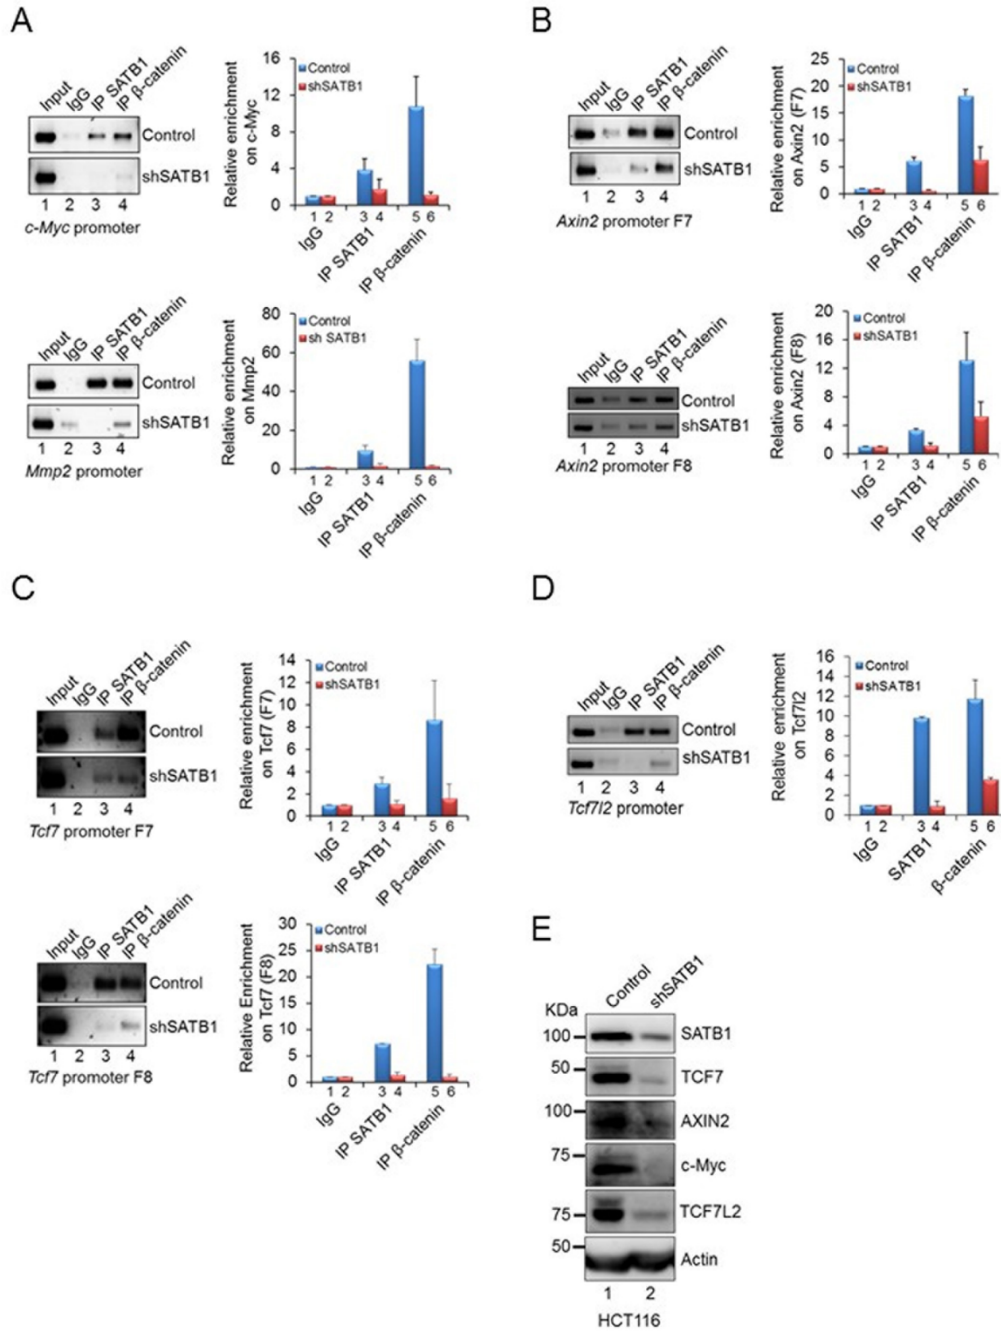 A
Input IgG IP SATB1 IP β-catenin
Control
shSATB1
1 2 3 4
c-Myc promoter
Relative enrichment
on c-Myc
16
12
8
4
0
Control
shSATB1
1 2 3 4 5 6
IgG IP SATB1 IP β-catenin
Input IgG IP SATB1 IP β-catenin
Control
shSATB1
1 2 3 4
Mmp2 promoter
Relative enrichment
on Mmp2
80
60
40
20
0
Control
sh SATB1
1 2 3 4 5 6
IgG IP SATB1 IP β-catenin
B
Input IgG IP SATB1 IP β-catenin
Control
shSATB1
1 2 3 4
Axin2 promoter F7
Relative enrichment
on Axin2 (F7)
25
20
15
10
5
0
Control
shSATB1
1 2 3 4 5 6
IgG IP SATB1 IP β-catenin
Input IgG IP SATB1 IP β-catenin
Control
shSATB1
1 2 3 4
Axin2 promoter F8
Relative enrichment
on Axin2 (F8)
20
16
12
8
4
0
Control
shSATB1
1 2 3 4 5 6
IgG IP SATB1 IP β-catenin
C
Input IgG IP SATB1 IP β-catenin
Control
shSATB1
1 2 3 4
Tcf7 promoter F7
Relative enrichment
on Tcf7 (F7)
14
12
10
8
6
4
2
0
Control
shSATB1
1 2 3 4 5 6
IgG IP SATB1 IP β-catenin
Input IgG IP SATB1 IP β-catenin
Control
shSATB1
1 2 3 4
Tcf7 promoter F8
Relative Enrichment
on Tcf7 (F8)
30
25
20
15
10
5
0
Control
shSATB1
1 2 3 4 5 6
IgG IP SATB1 IP β-catenin
D
Input IgG IP SATB1 IP β-catenin
Control
shSATB1
1 2 3 4
Tcf7l2 promoter
Relative enrichment
on Tcf7l2
16
14
12
10
8
6
4
2
0
Control
shSATB1
1 2 3 4 5 6
IgG SATB1 β-catenin
E
Control shSATB1
KDa
100 SATB1
50 TCF7
100 AXIN2
75 c-Myc
75 TCF7L2
50 Actin
1 2
HCT116